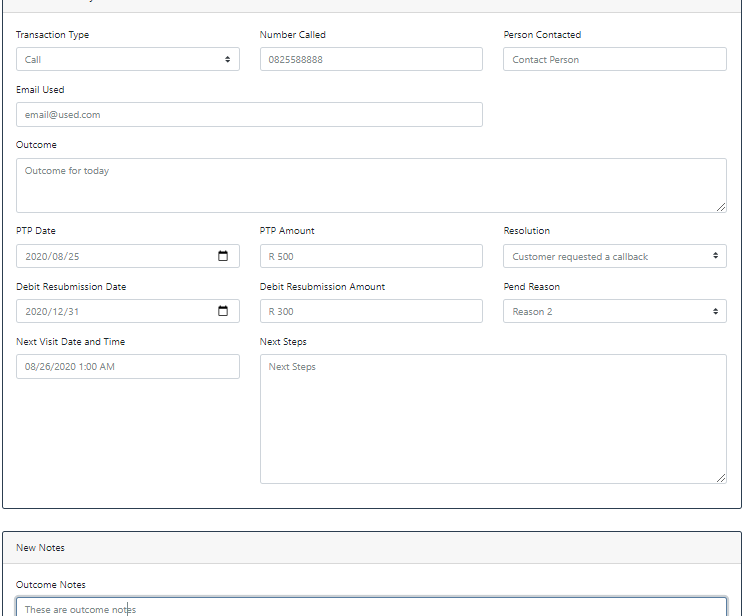 Transaction Type Number Called Person Contacted
Call 0825588888 Contact Person
Email Used
email@used.com
Outcome
Outcome for today
PTP Date PTP Amount Resolution
2020/08/25 R 500 Customer requested a callback
Debit Resubmission Date Debit Resubmission Amount Pend Reason
2020/12/31 R 300 Reason 2
Next Visit Date and Time Next Steps
08/26/2020 1:00 AM Next Steps
New Notes
Outcome Notes
These are outcome notes